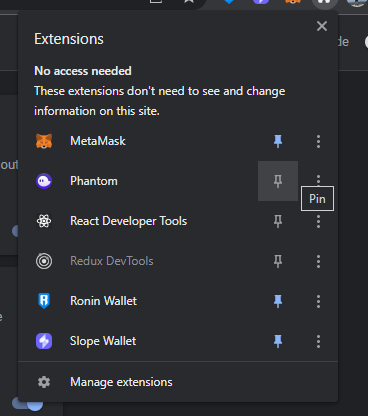 de
Extensions
No access needed
These extensions don't need to see and change
information on this site.
MetaMask
out
Phantom
Pin
React Developer Tools
Redux DevTools
Ronin Wallet
Slope Wallet
Manage extensions